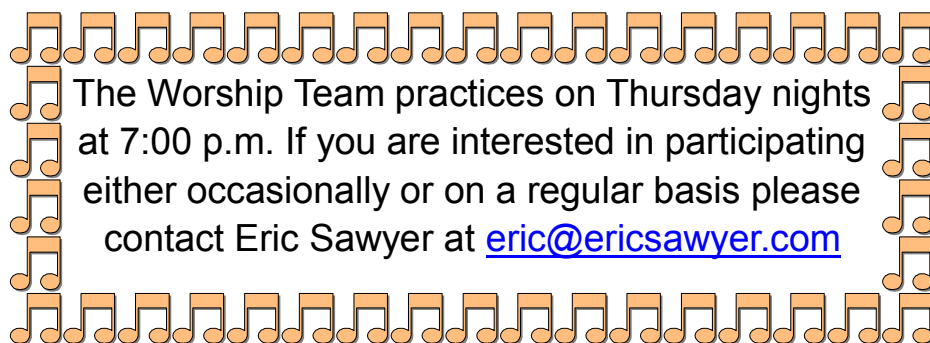 The Worship Team practices on Thursday nights
at 7:00 p.m. If you are interested in participating
either occasionally or on a regular basis please
contact Eric Sawyer at eric@ericsawyer.com